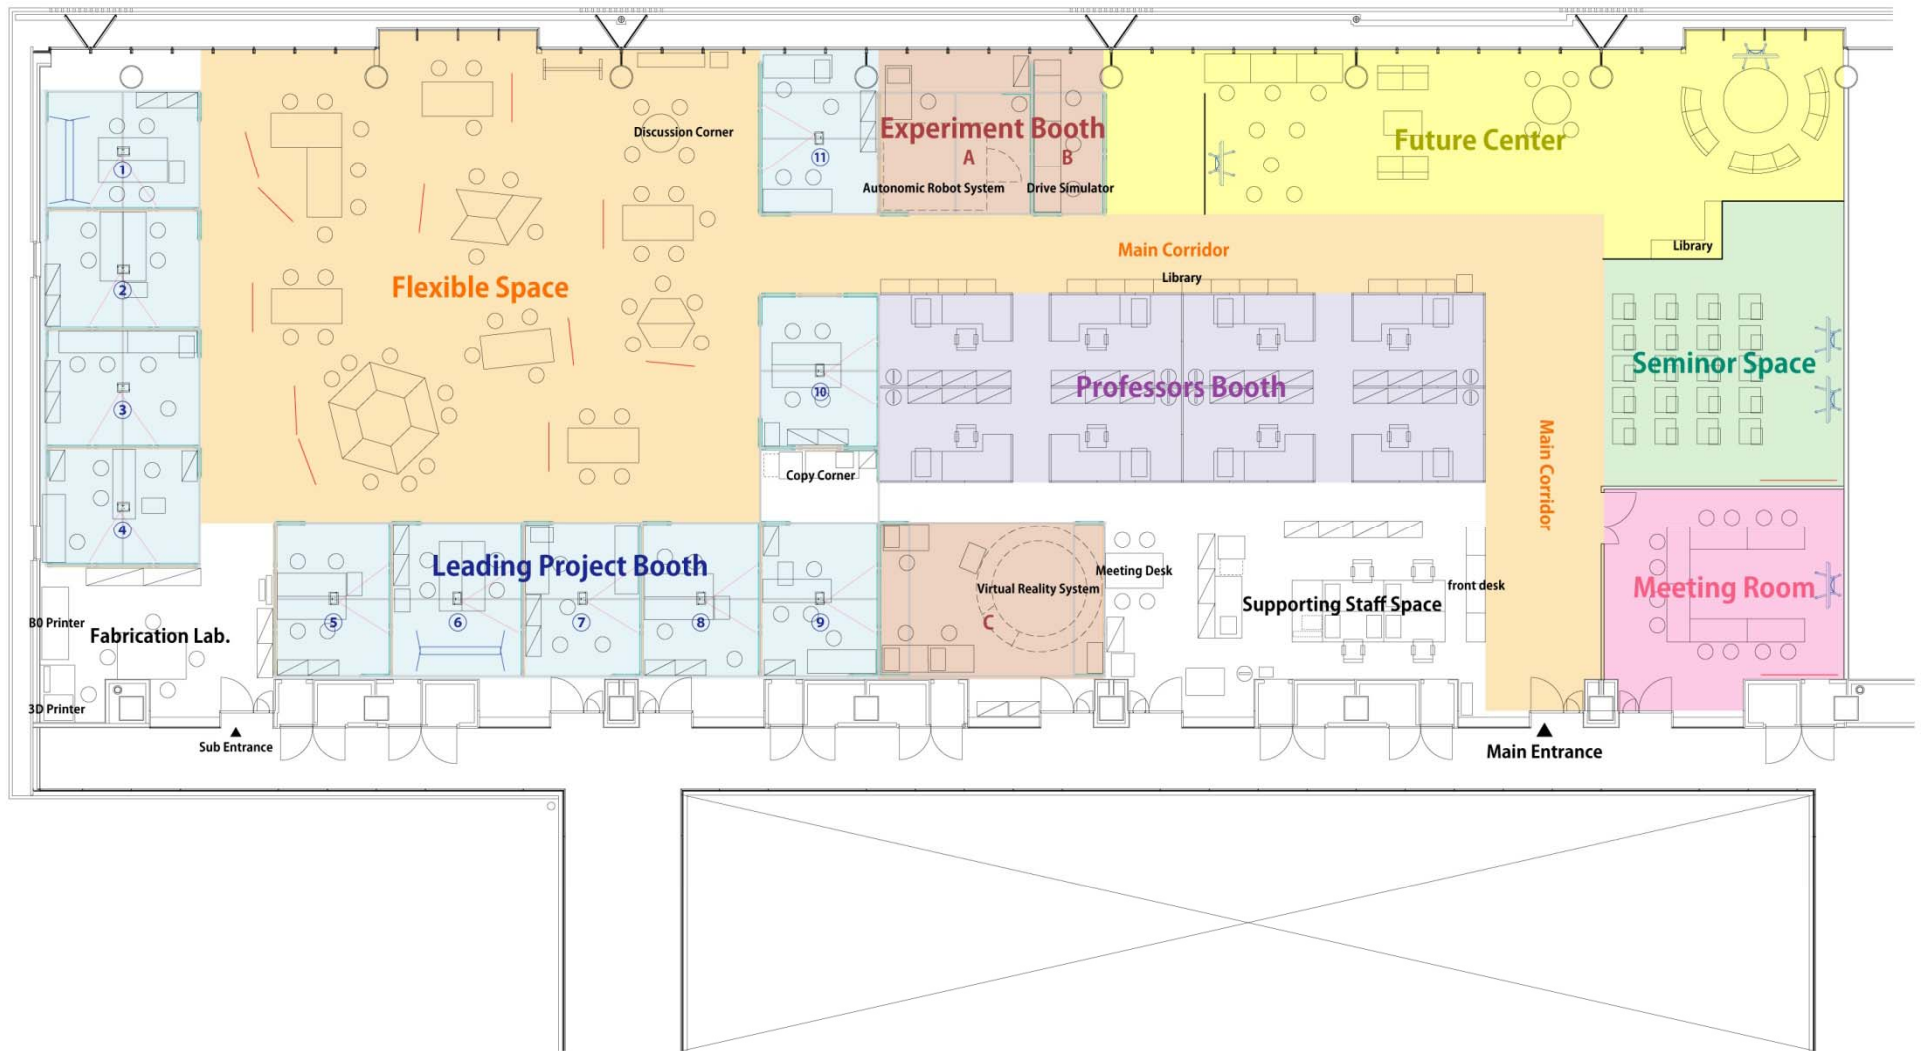 Discussion Corner
Experiment Booth
A
B
Autonomic Robot System
Drive Simulator
Future Center
①
②
③
④
⑪
Flexible Space
Main Corridor
Library
Library
Seminor Space
Professors Booth
⑩
Main Corridor
Copy Corner
Leading Project Booth
⑤
⑥
⑦
⑧
⑨
Virtual Reality System
C
Meeting Desk
Supporting Staff Space
front desk
Meeting Room
B0 Printer
Fabrication Lab.
3D Printer
Sub Entrance
Main Entrance